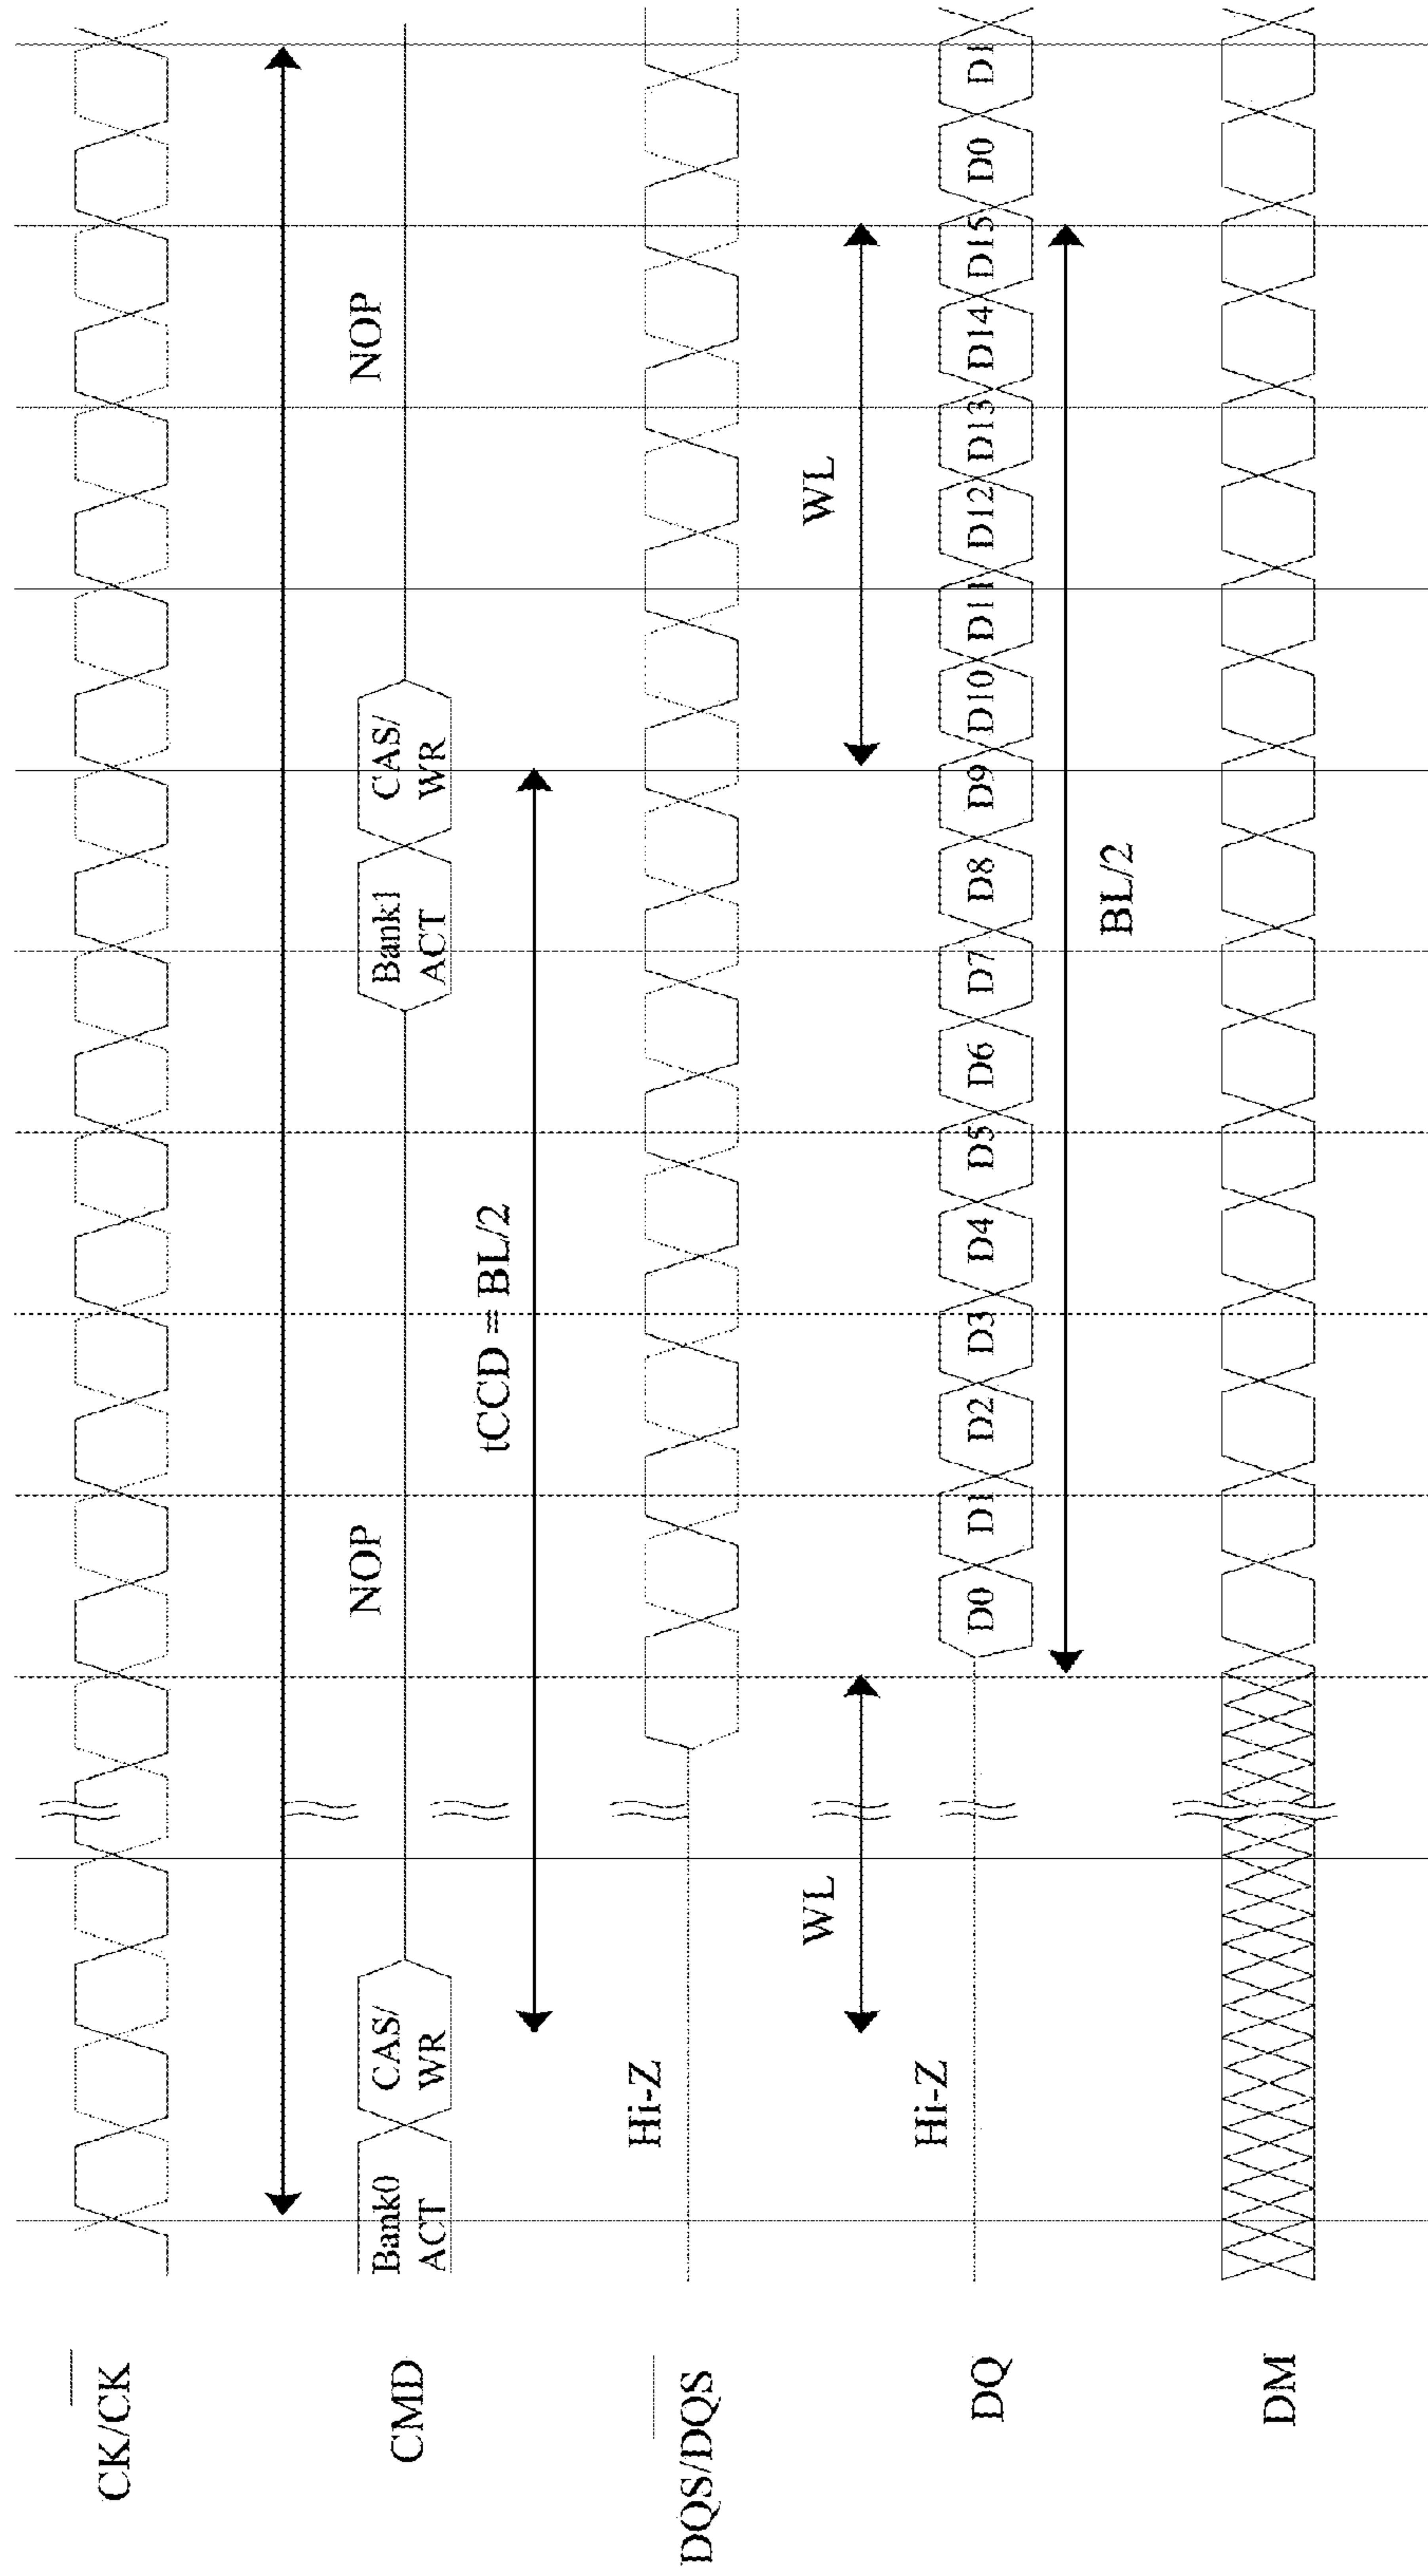 CK/CK
CMD
Bank0
ACT
CAS/
WR
NOP
Bank1
ACT
CAS/
WR
NOP
tCCD = BL/2
DQS/DQS
Hi-Z
WL
WL
DQ
Hi-Z
D0 D1 D2 D3 D4 D5 D6 D7 D8 D9 D10 D11 D12 D13 D14 D15 D0 D1
BL/2
DM